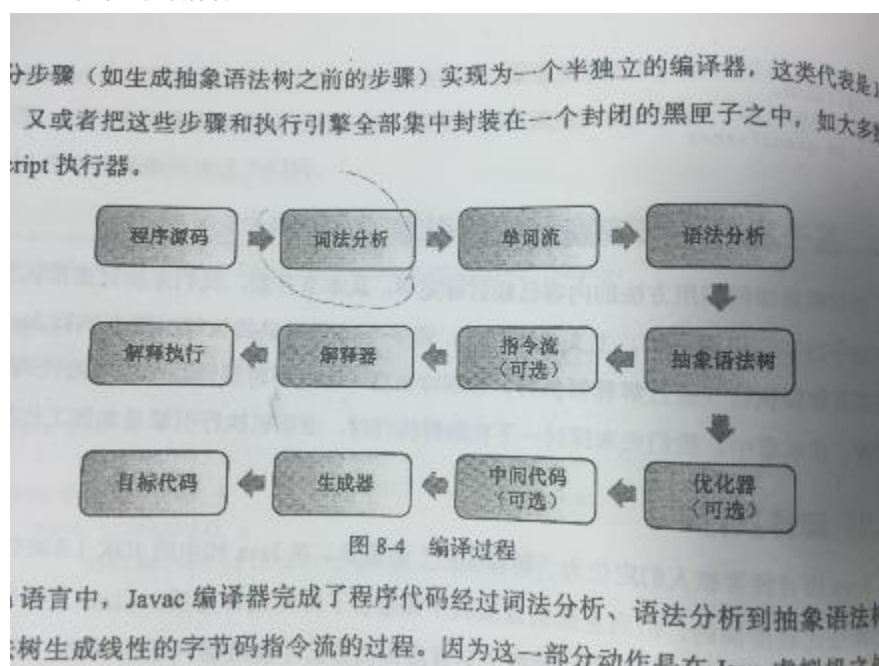 分步骤（如生成抽象语法树之前的步骤）实现为一个半独立的编译器，这类代表是
又或者把这些步骤和执行引擎全部集中封装在一个封闭的黑匣子之中，如大多数
ript 执行器。
程序源码 词法分析 单词流 语法分析
解释执行 解释器 指令流（可选） 抽象语法树
目标代码 生成器 中间代码（可选） 优化器（可选）
图 8-4 编译过程
语言中，Javac 编译器完成了程序代码经过词法分析、语法分析到抽象语法树
树生成线性的字节码指令流的过程。因为这一部分动作是在 Java